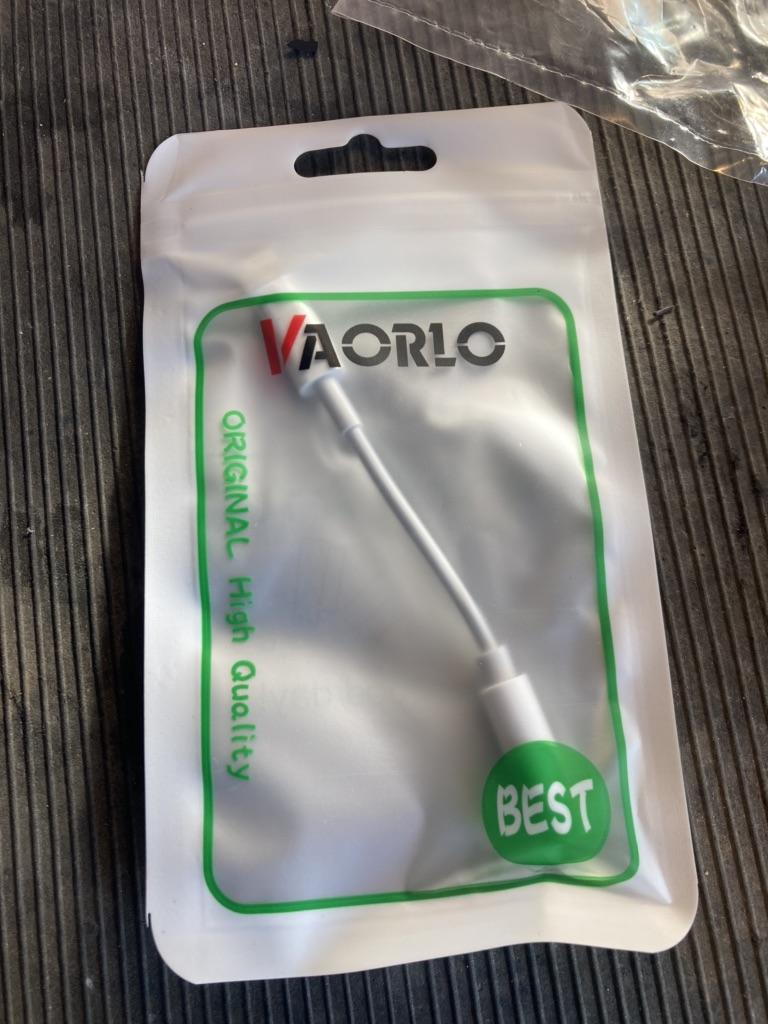 VAORLO
ORIGINAL High Quality
BEST